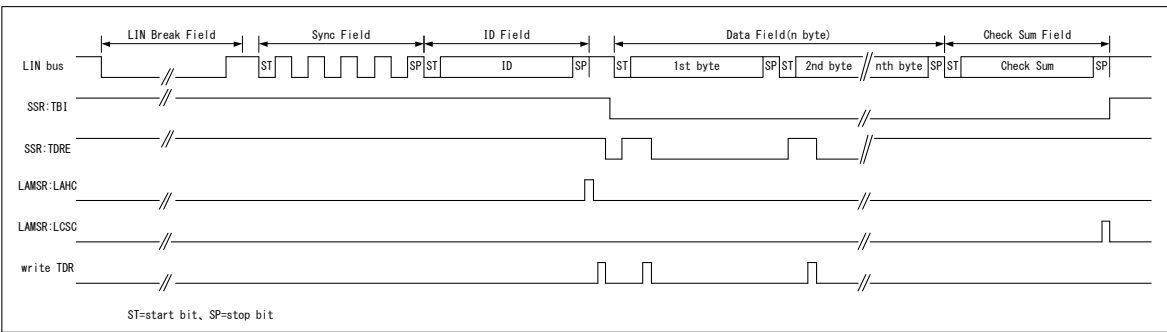 LIN Break Field Sync Field ID Field Data Field(n byte) Check Sum Field
LIN bus ST SP ST ID SP ST 1st byte SP ST 2nd byte nth byte SP ST Check Sum SP
SSR:TBI
SSR:TDRE
LAMSR:LAHC
LAMSR:LCSC
write TDR
ST=start bit、SP=stop bit